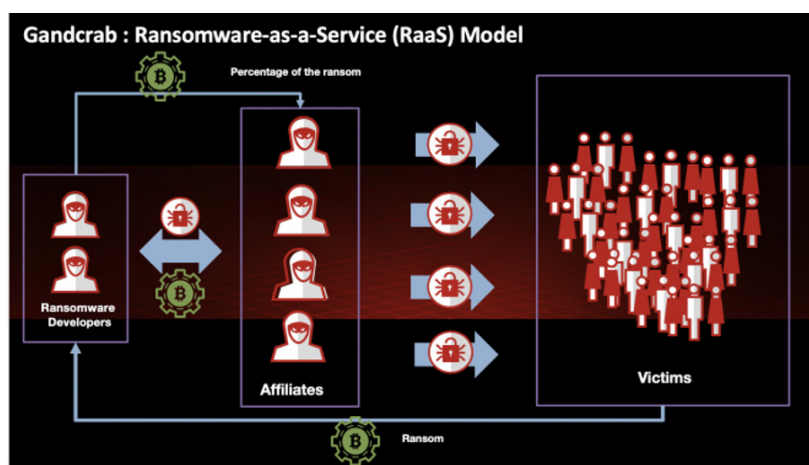 Gandcrab : Ransomware-as-a-Service (RaaS) Model
Percentage of the ransom
Ransomware
Developers
Affiliates
Victims
Ransom